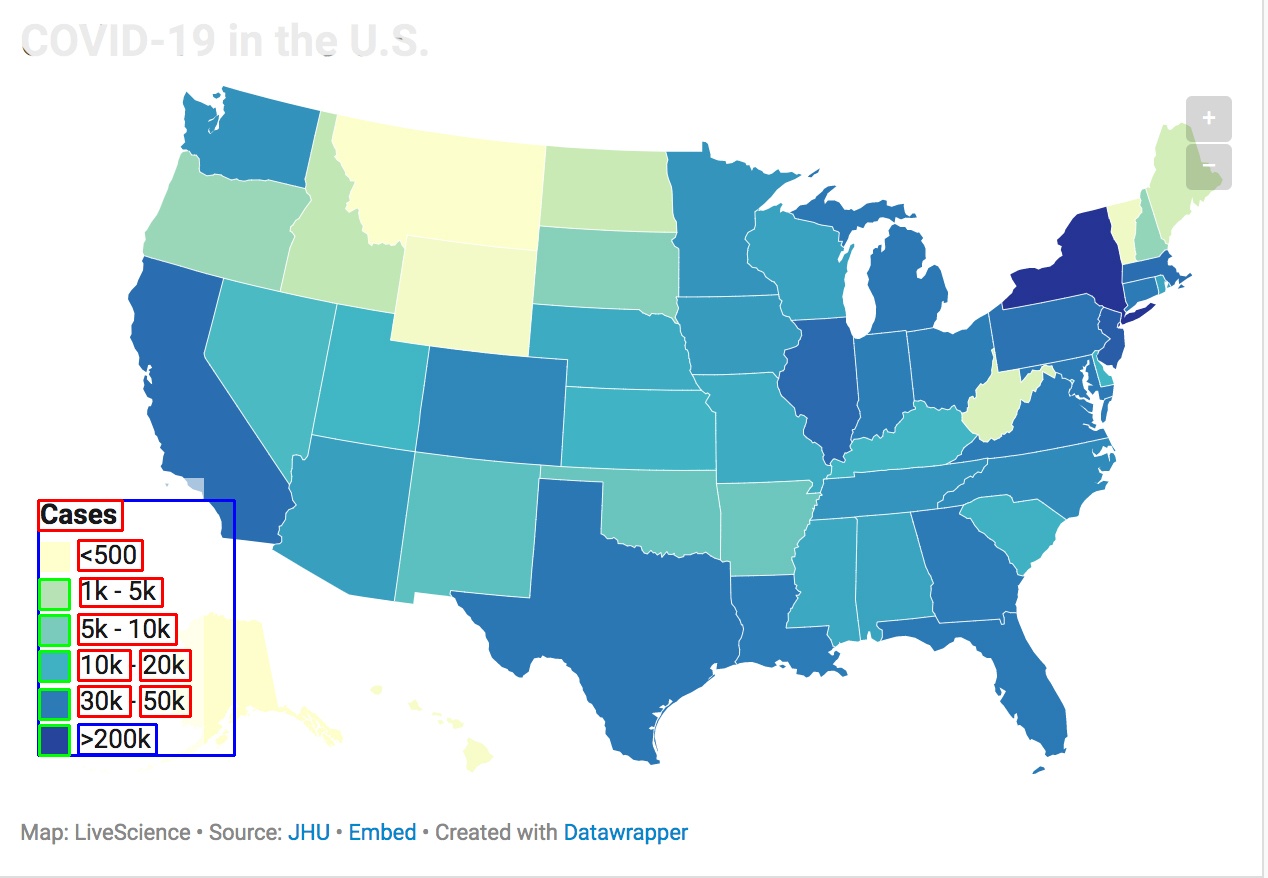 COVID-19 in the U.S.
+
−
Cases
<500
1k - 5k
5k - 10k
10k - 20k
30k - 50k
>200k
Map: LiveScience • Source: JHU • Embed • Created with Datawrapper